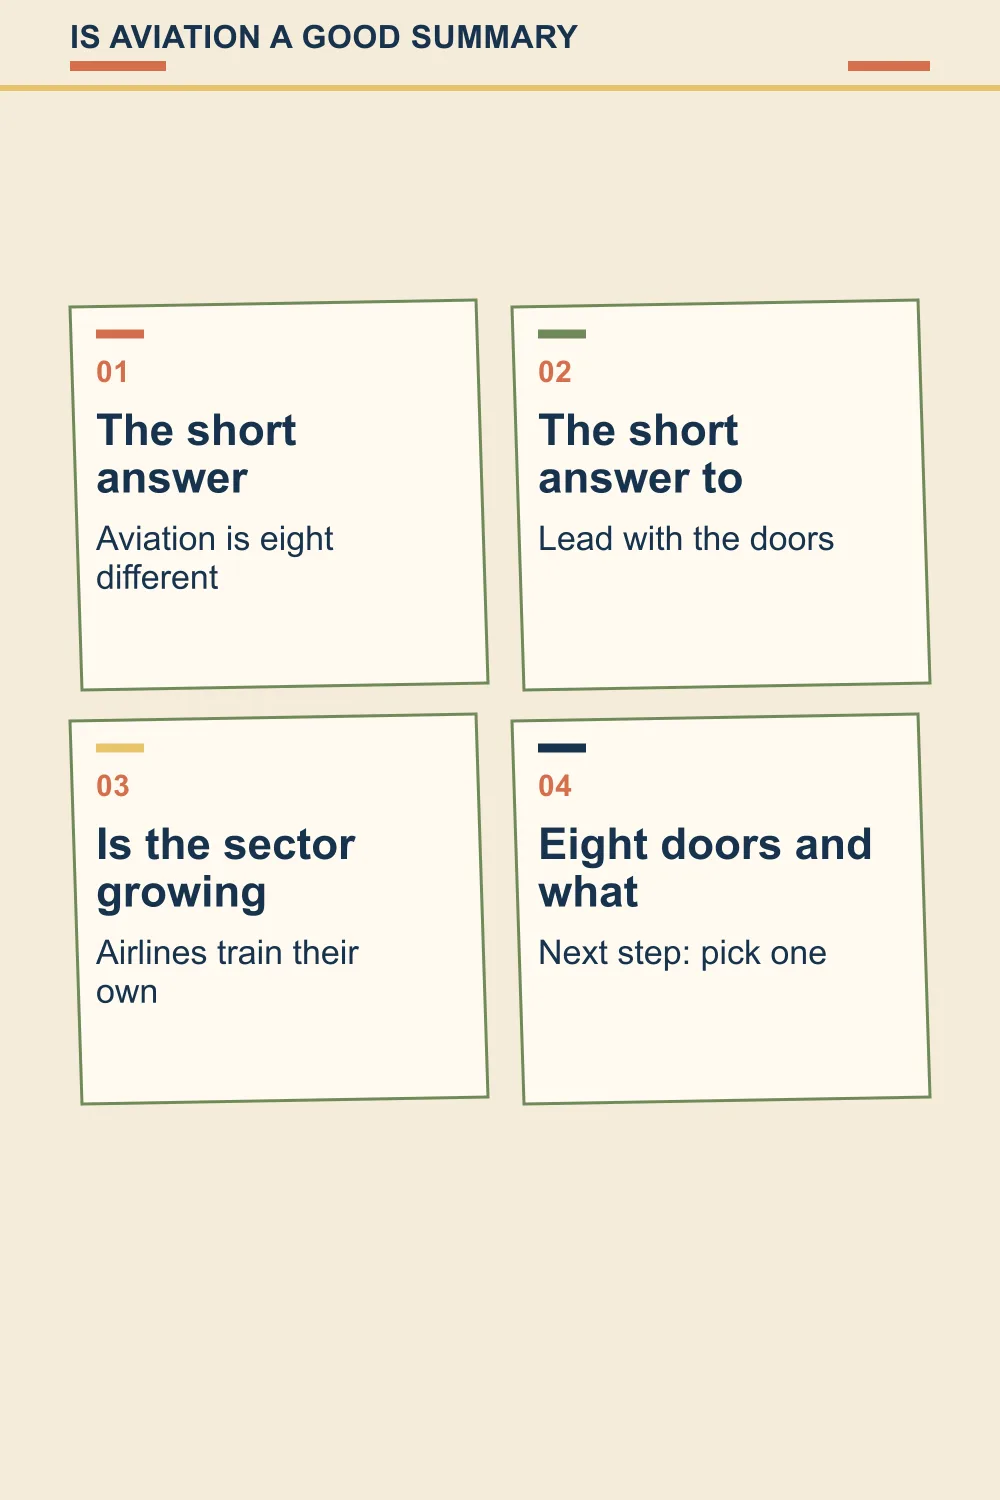 IS AVIATION A GOOD SUMMARY
01
The short
answer
Aviation is eight
different
02
The short
answer to
Lead with the doors
03
Is the sector
growing
Airlines train their
own
04
Eight doors and
what
Next step: pick one